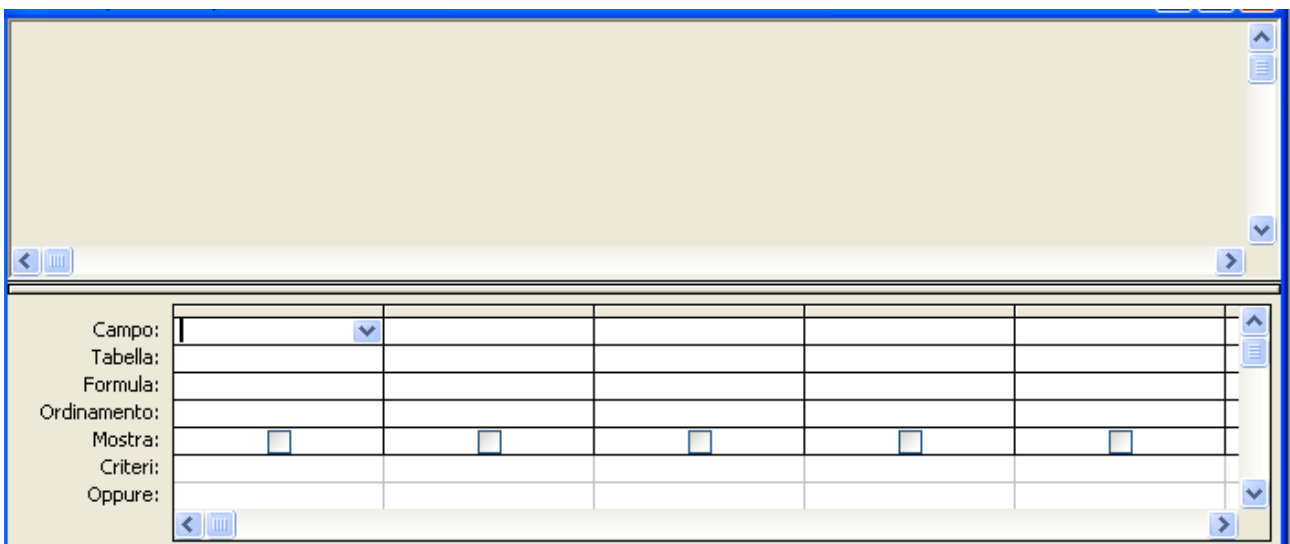 Campo:
Tabella:
Formula:
Ordinamento:
Mostra:
Criteri:
Oppure: